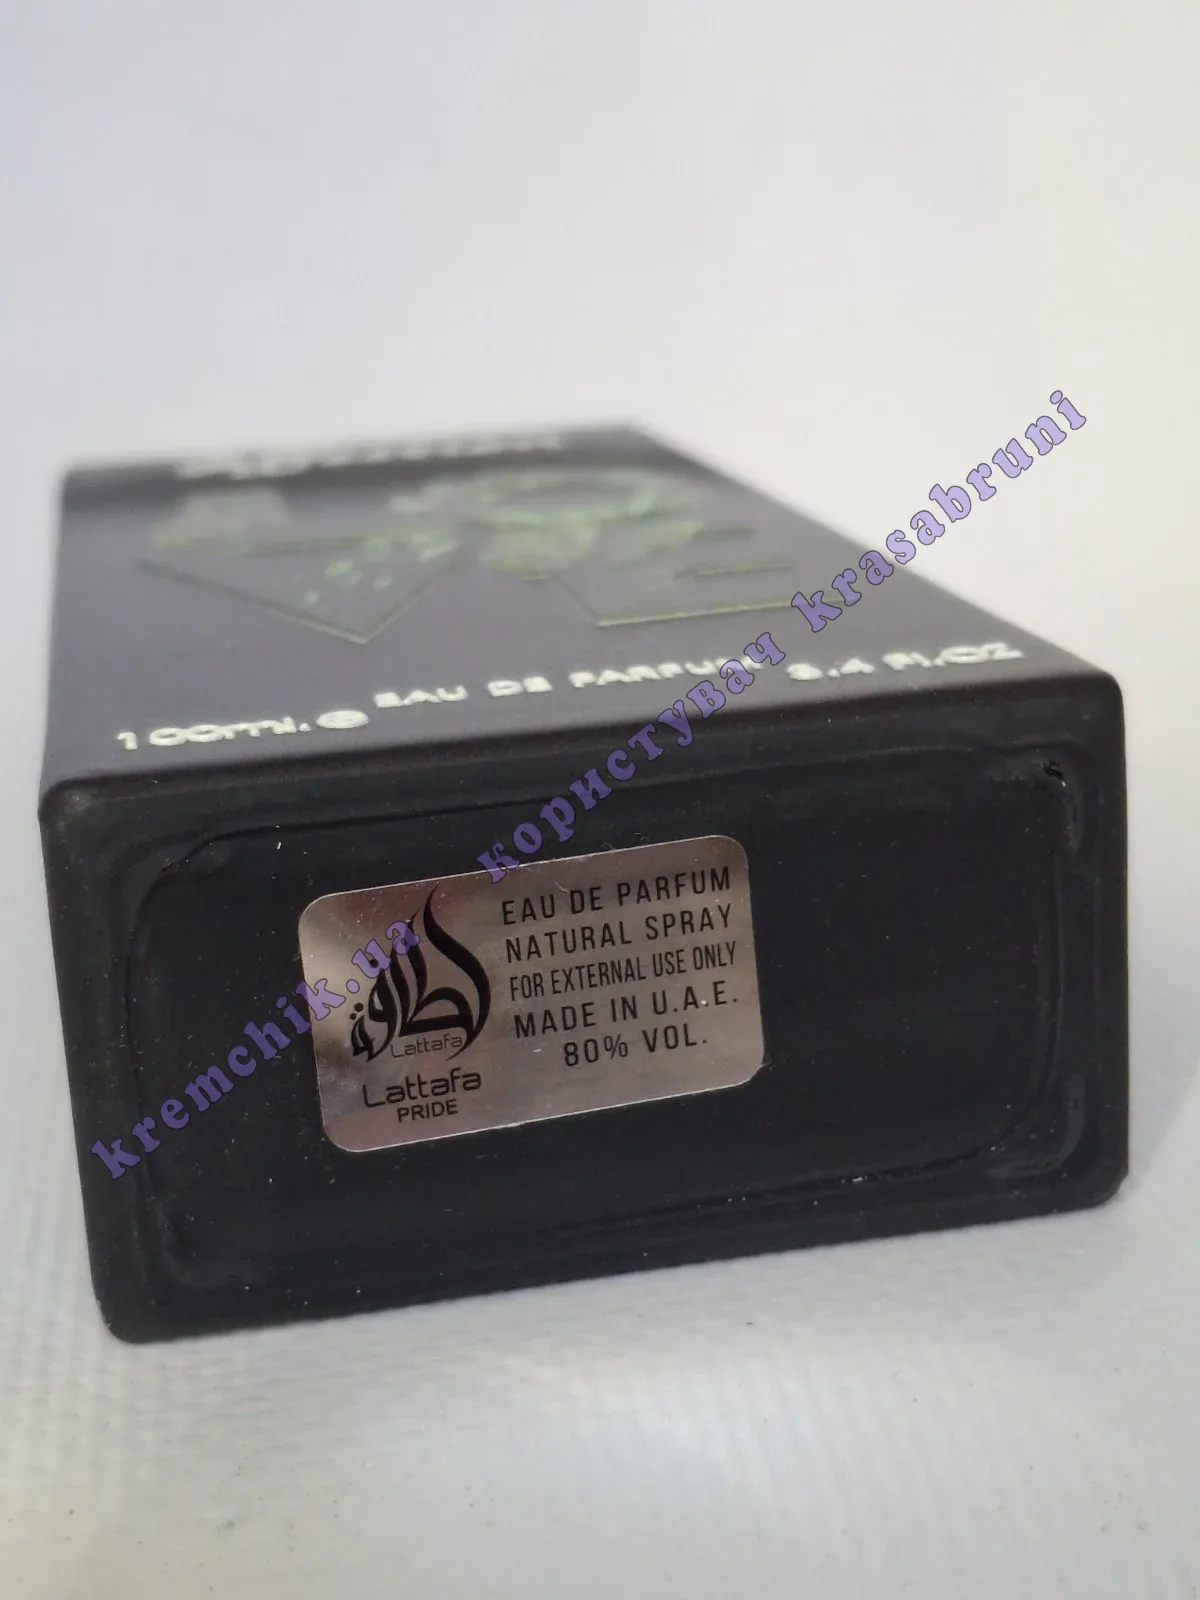 100ml.℮ EAU DE PARFUM 3.4 Fl.OZ
لطافة
Lattafa
Lattafa
PRIDE
EAU DE PARFUM
NATURAL SPRAY
FOR EXTERNAL USE ONLY
MADE IN U.A.E.
80% VOL.
kremchik.ua користувач krasabruni